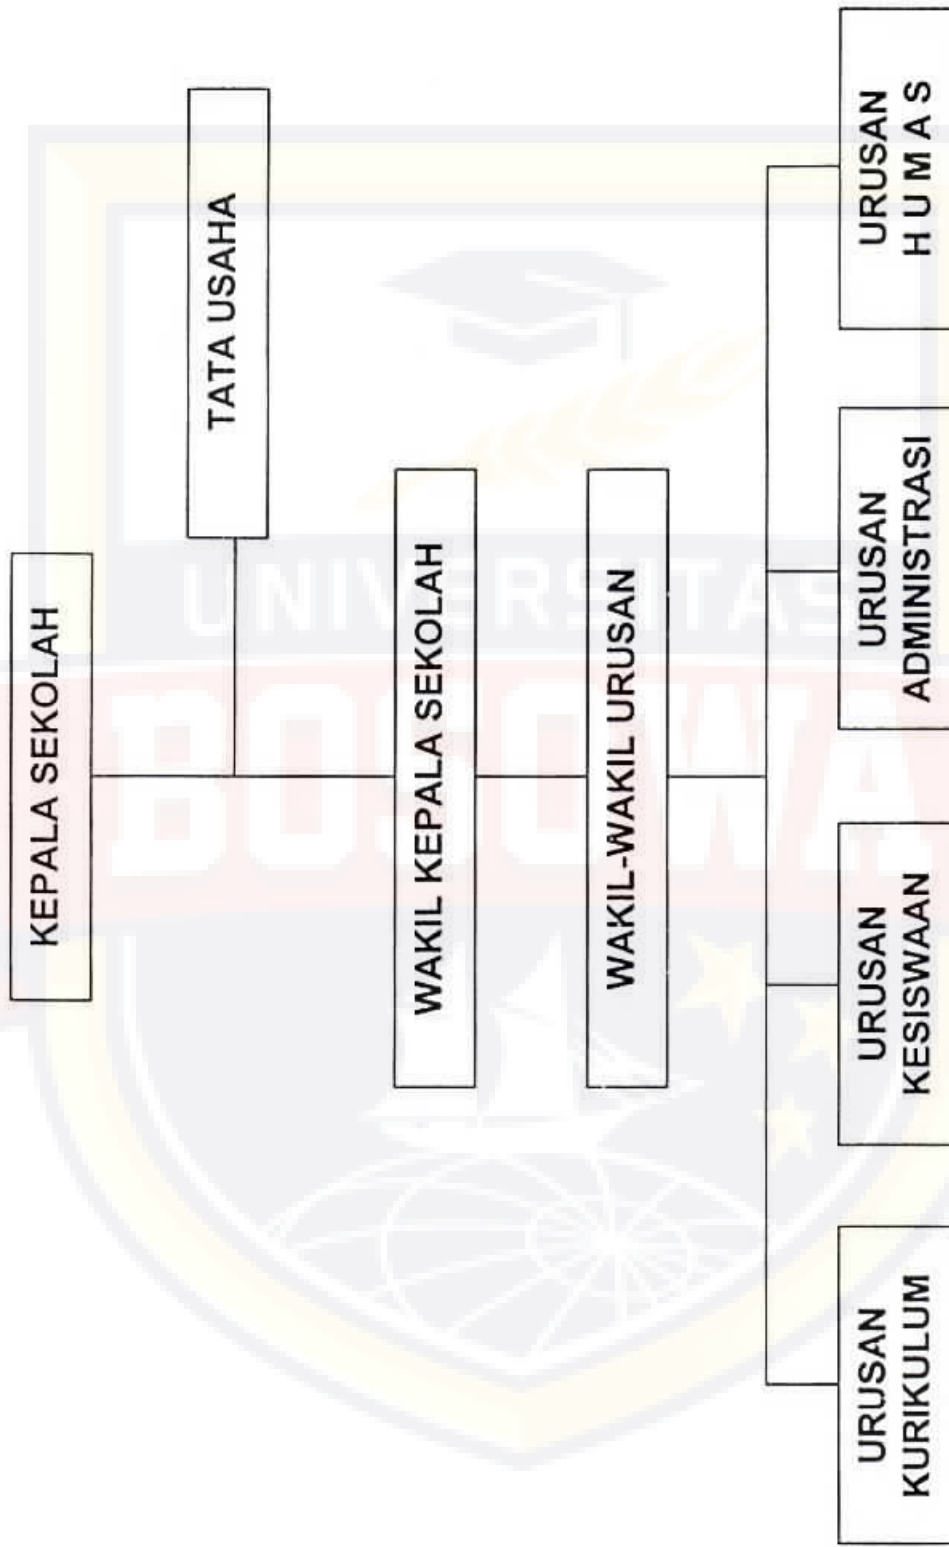 KEPALA SEKOLAH
TATA USAHA
WAKIL KEPALA SEKOLAH
WAKIL-WAKIL URUSAN
URUSAN
KURIKULUM
URUSAN
KESISWAAN
URUSAN
ADMINISTRASI
URUSAN
H U M A S
UNIVERSITAS
BOSOWA